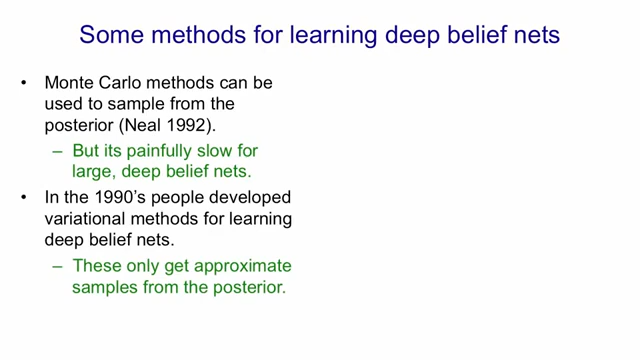 Some methods for learning deep belief nets
• Monte Carlo methods can be
used to sample from the
posterior (Neal 1992).
– But its painfully slow for
large, deep belief nets.
• In the 1990's people developed
variational methods for learning
deep belief nets.
– These only get approximate
samples from the posterior.